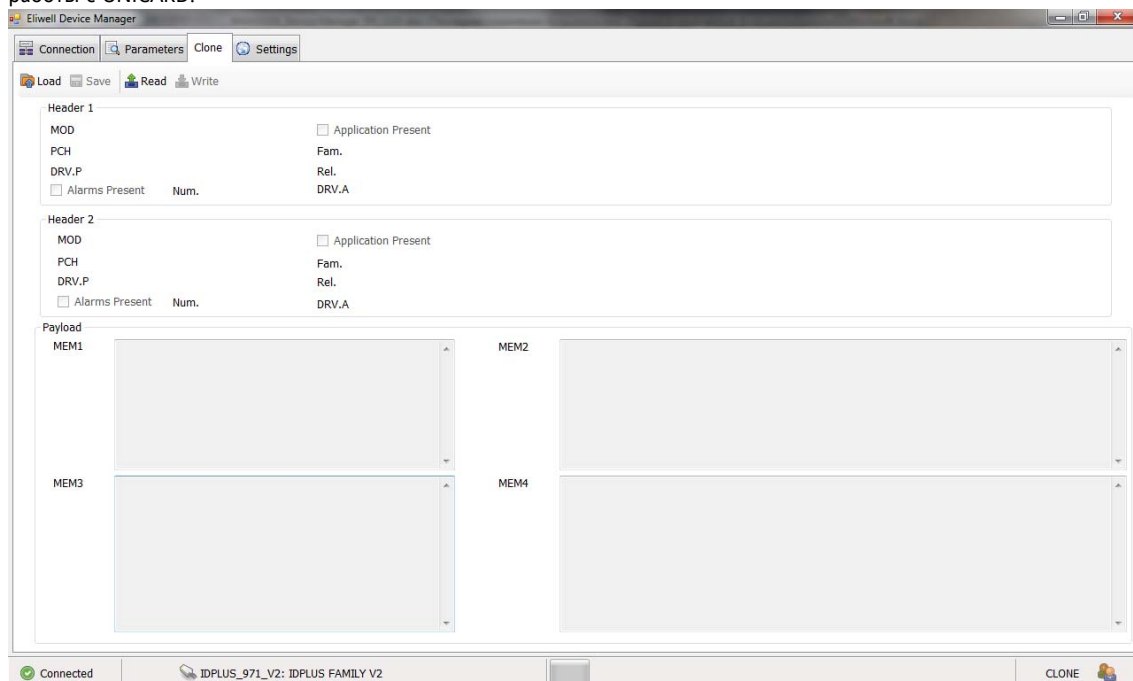 работы с UNICARD.
Eliwell Device Manager
Connection Parameters Clone Settings
Load Save Read Write
Header 1
MOD Application Present
PCH Fam.
DRV.P Rel.
Alarms Present Num. DRV.A
Header 2
MOD Application Present
PCH Fam.
DRV.P Rel.
Alarms Present Num. DRV.A
Payload
MEM1 MEM2
MEM3 MEM4
Connected IDPLUS_971_V2: IDPLUS FAMILY V2 CLONE